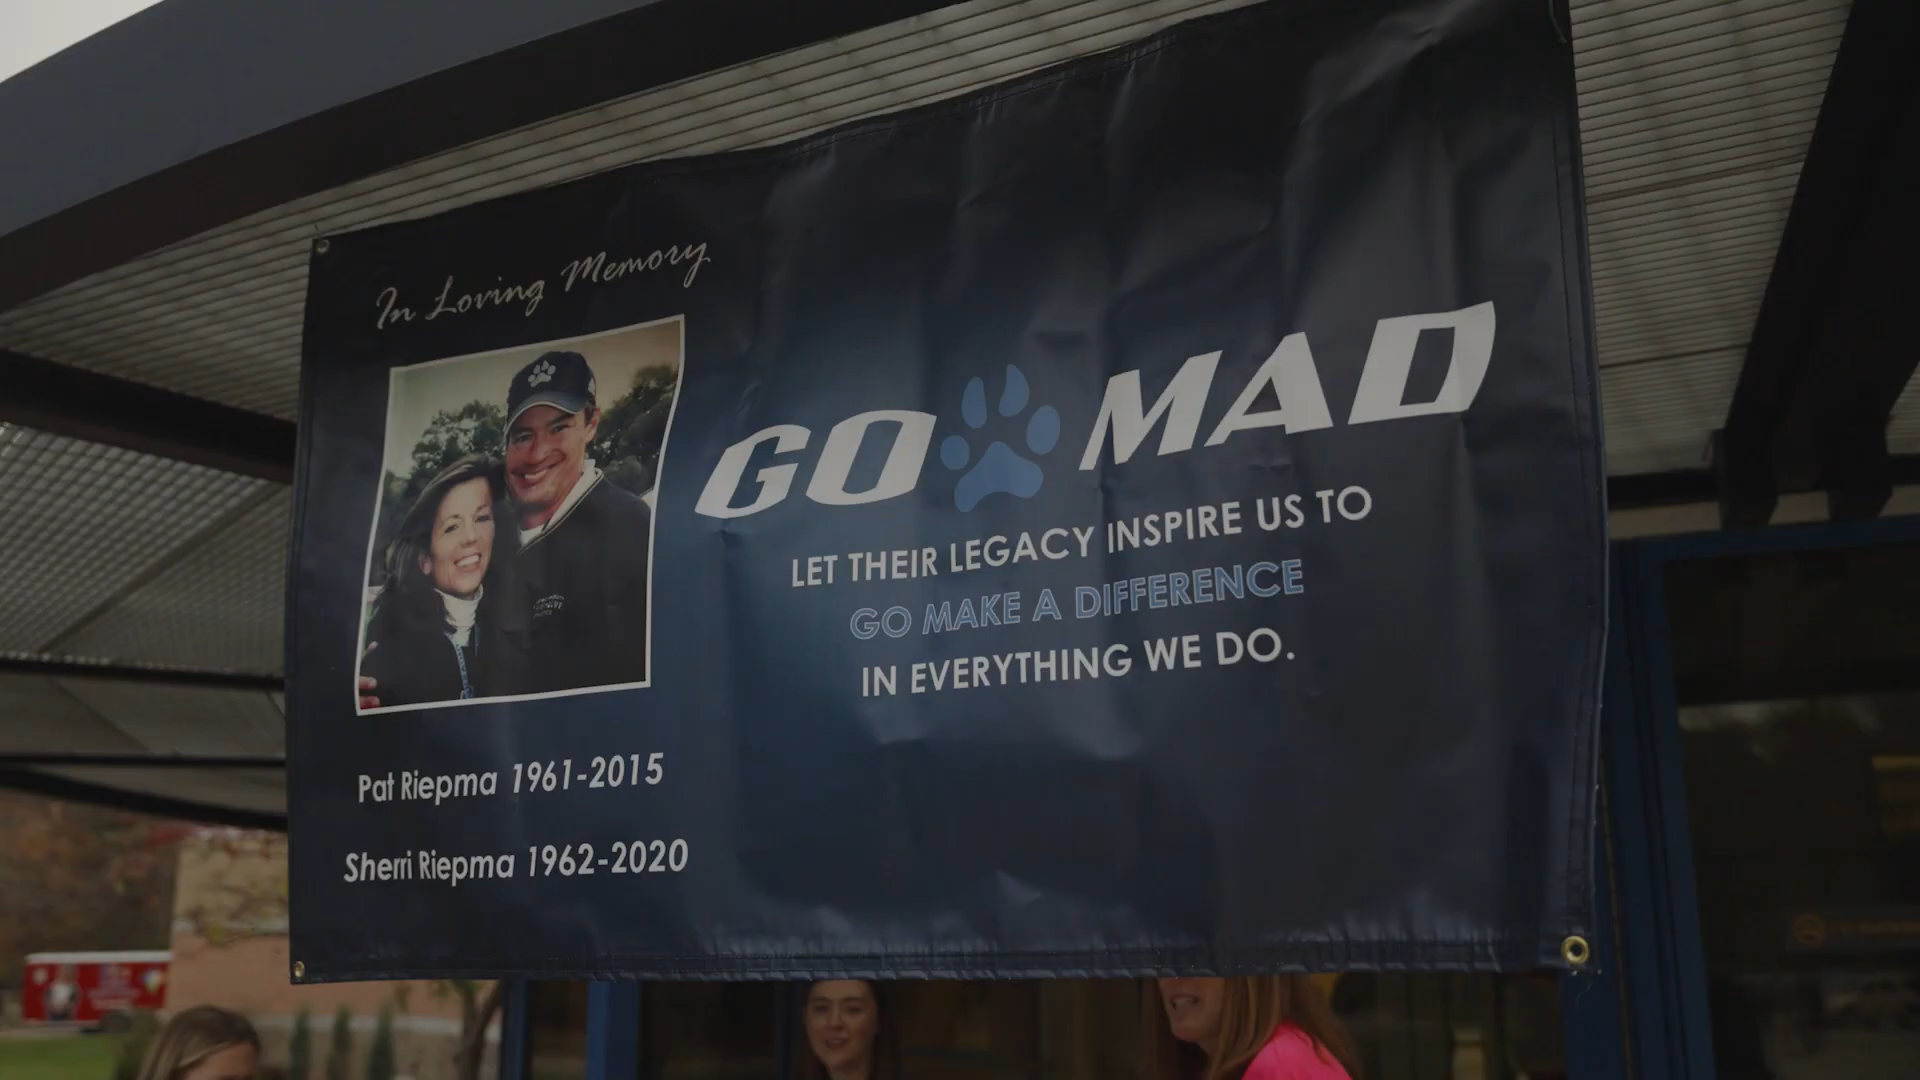 In Loving Memory
GO MAD
LET THEIR LEGACY INSPIRE US TO
GO MAKE A DIFFERENCE
IN EVERYTHING WE DO.
Pat Riepma 1961-2015
Sherri Riepma 1962-2020